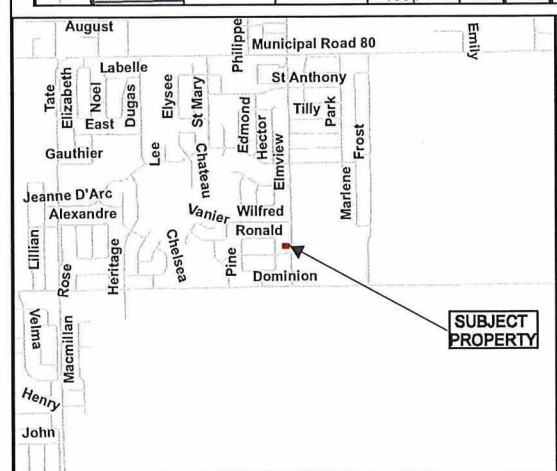 August
Philippe
Municipal Road 80
Emily
Labelle
St Anthony
Tate
Elizabeth
Noel
Dugas
Elysee
St Mary
Edmond
Hector
Tilly
Park
Frost
East
Gauthier
Lee
Chateau
Elmview
Marlene
Jeanne D'Arc
Alexandre
Vanier
Wilfred
Ronald
Lillian
Rose
Heritage
Chelsea
Pine
Dominion
SUBJECT
PROPERTY
Velma
Macmillan
Henry
John